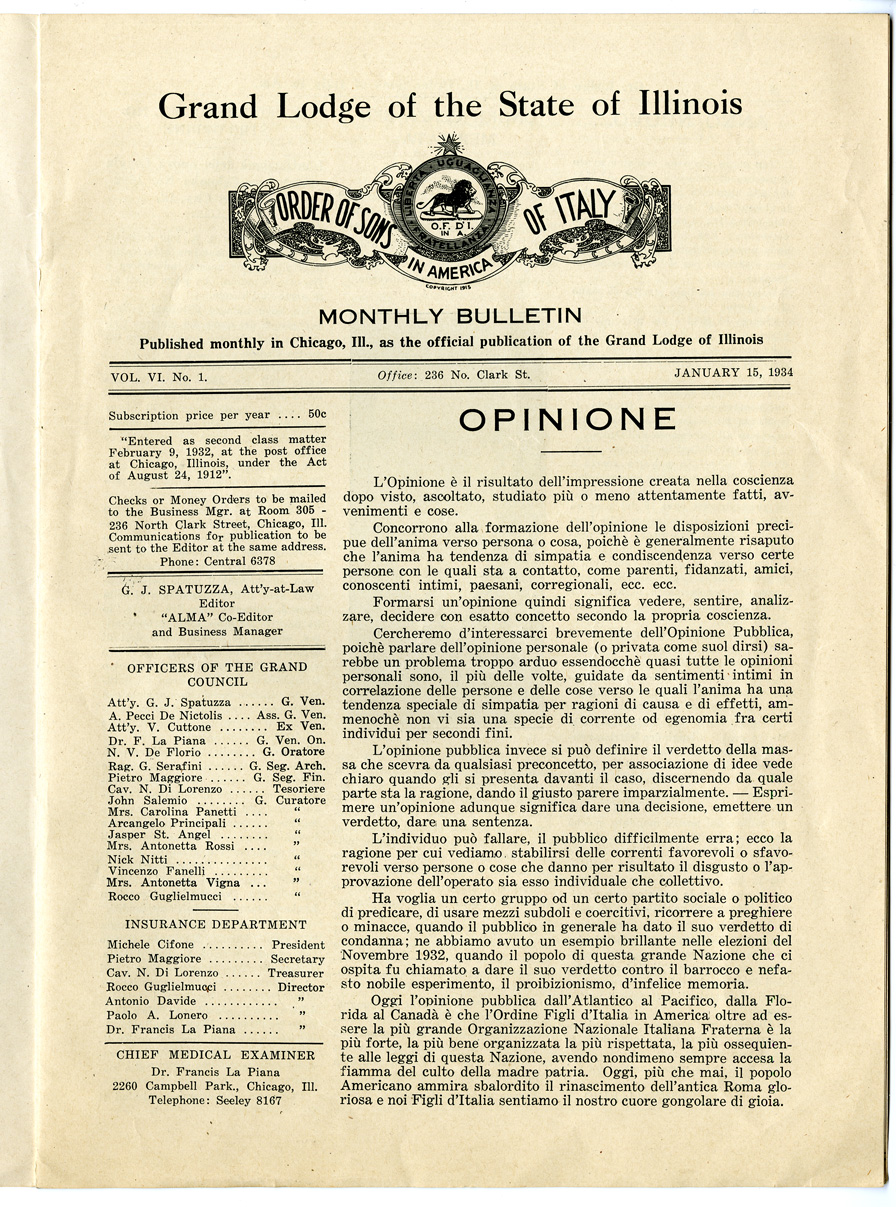 Grand Lodge of the State of Illinois
LIBERTA · UGUAGLIANZA
FRATELLANZA
O.F. D'I.
IN A.
ORDER OF SONS
OF ITALY
IN AMERICA
COPYRIGHT 1915
MONTHLY BULLETIN
Published monthly in Chicago, Ill., as the official publication of the Grand Lodge of Illinois
VOL. VI. No. 1.
Office: 236 No. Clark St.
JANUARY 15, 1934
Subscription price per year .... 50c
"Entered as second class matter
February 9, 1932, at the post office
at Chicago, Illinois, under the Act
of August 24, 1912".
Checks or Money Orders to be mailed
to the Business Mgr. at Room 305 -
236 North Clark Street, Chicago, Ill.
Communications for publication to be
sent to the Editor at the same address.
Phone: Central 6378
G. J. SPATUZZA, Att'y-at-Law
Editor
"ALMA" Co-Editor
and Business Manager
OFFICERS OF THE GRAND
COUNCIL
Att'y. G. J. Spatuzza ...... G. Ven.
A. Pecci De Nictolis .... Ass. G. Ven.
Att'y. V. Cuttone ........ Ex Ven.
Dr. F. La Piana ...... G. Ven. On.
N. V. De Florio ........ G. Oratore
Rag. G. Serafini ...... G. Seg. Arch.
Pietro Maggiore ...... G. Seg. Fin.
Cav. N. Di Lorenzo ...... Tesoriere
John Salemio ........ G. Curatore
Mrs. Carolina Panetti .... "
Arcangelo Principali ...... "
Jasper St. Angel ........ "
Mrs. Antonetta Rossi .... "
Nick Nitti ............... "
Vincenzo Fanelli ......... "
Mrs. Antonetta Vigna ... "
Rocco Guglielmucci ...... "
INSURANCE DEPARTMENT
Michele Cifone .......... President
Pietro Maggiore ......... Secretary
Cav. N. Di Lorenzo ...... Treasurer
Rocco Guglielmucci ........ Director
Antonio Davide ............ "
Paolo A. Lonero .......... "
Dr. Francis La Piana ...... "
CHIEF MEDICAL EXAMINER
Dr. Francis La Piana
2260 Campbell Park., Chicago, Ill.
Telephone: Seeley 8167
OPINIONE
L'Opinione è il risultato dell'impressione creata nella coscienza
dopo visto, ascoltato, studiato più o meno attentamente fatti, av-
venimenti e cose.
Concorrono alla formazione dell'opinione le disposizioni preci-
pue dell'anima verso persona o cosa, poichè è generalmente risaputo
che l'anima ha tendenza di simpatia e condiscendenza verso certe
persone con le quali sta a contatto, come parenti, fidanzati, amici,
conoscenti intimi, paesani, corregionali, ecc. ecc.
Formarsi un'opinione quindi significa vedere, sentire, analiz-
zare, decidere con esatto concetto secondo la propria coscienza.
Cercheremo d'interessarci brevemente dell'Opinione Pubblica,
poichè parlare dell'opinione personale (o privata come suol dirsi) sa-
rebbe un problema troppo arduo essendocchè quasi tutte le opinioni
personali sono, il più delle volte, guidate da sentimenti intimi in
correlazione delle persone e delle cose verso le quali l'anima ha una
tendenza speciale di simpatia per ragioni di causa e di effetti, am-
menochè non vi sia una specie di corrente od egenomia fra certi
individui per secondi fini.
L'opinione pubblica invece si può definire il verdetto della mas-
sa che scevra da qualsiasi preconcetto, per associazione di idee vede
chiaro quando gli si presenta davanti il caso, discernendo da quale
parte sta la ragione, dando il giusto parere imparzialmente. — Espri-
mere un'opinione adunque significa dare una decisione, emettere un
verdetto, dare una sentenza.
L'individuo può fallare, il pubblico difficilmente erra; ecco la
ragione per cui vediamo stabilirsi delle correnti favorevoli o sfavo-
revoli verso persone o cose che danno per risultato il disgusto o l'ap-
provazione dell'operato sia esso individuale che collettivo.
Ha voglia un certo gruppo od un certo partito sociale o politico
di predicare, di usare mezzi subdoli e coercitivi, ricorrere a preghiere
o minacce, quando il pubblico in generale ha dato il suo verdetto di
condanna; ne abbiamo avuto un esempio brillante nelle elezioni del
Novembre 1932, quando il popolo di questa grande Nazione che ci
ospita fu chiamato a dare il suo verdetto contro il barrocco e nefa-
sto nobile esperimento, il proibizionismo, d'infelice memoria.
Oggi l'opinione pubblica dall'Atlantico al Pacifico, dalla Flo-
rida al Canadà è che l'Ordine Figli d'Italia in America oltre ad es-
sere la più grande Organizzazione Nazionale Italiana Fraterna è la
più forte, la più bene organizzata la più rispettata, la più ossequien-
te alle leggi di questa Nazione, avendo nondimeno sempre accesa la
fiamma del culto della madre patria. Oggi, più che mai, il popolo
Americano ammira sbalordito il rinascimento dell'antica Roma glo-
riosa e noi Figli d'Italia sentiamo il nostro cuore gongolare di gioia.